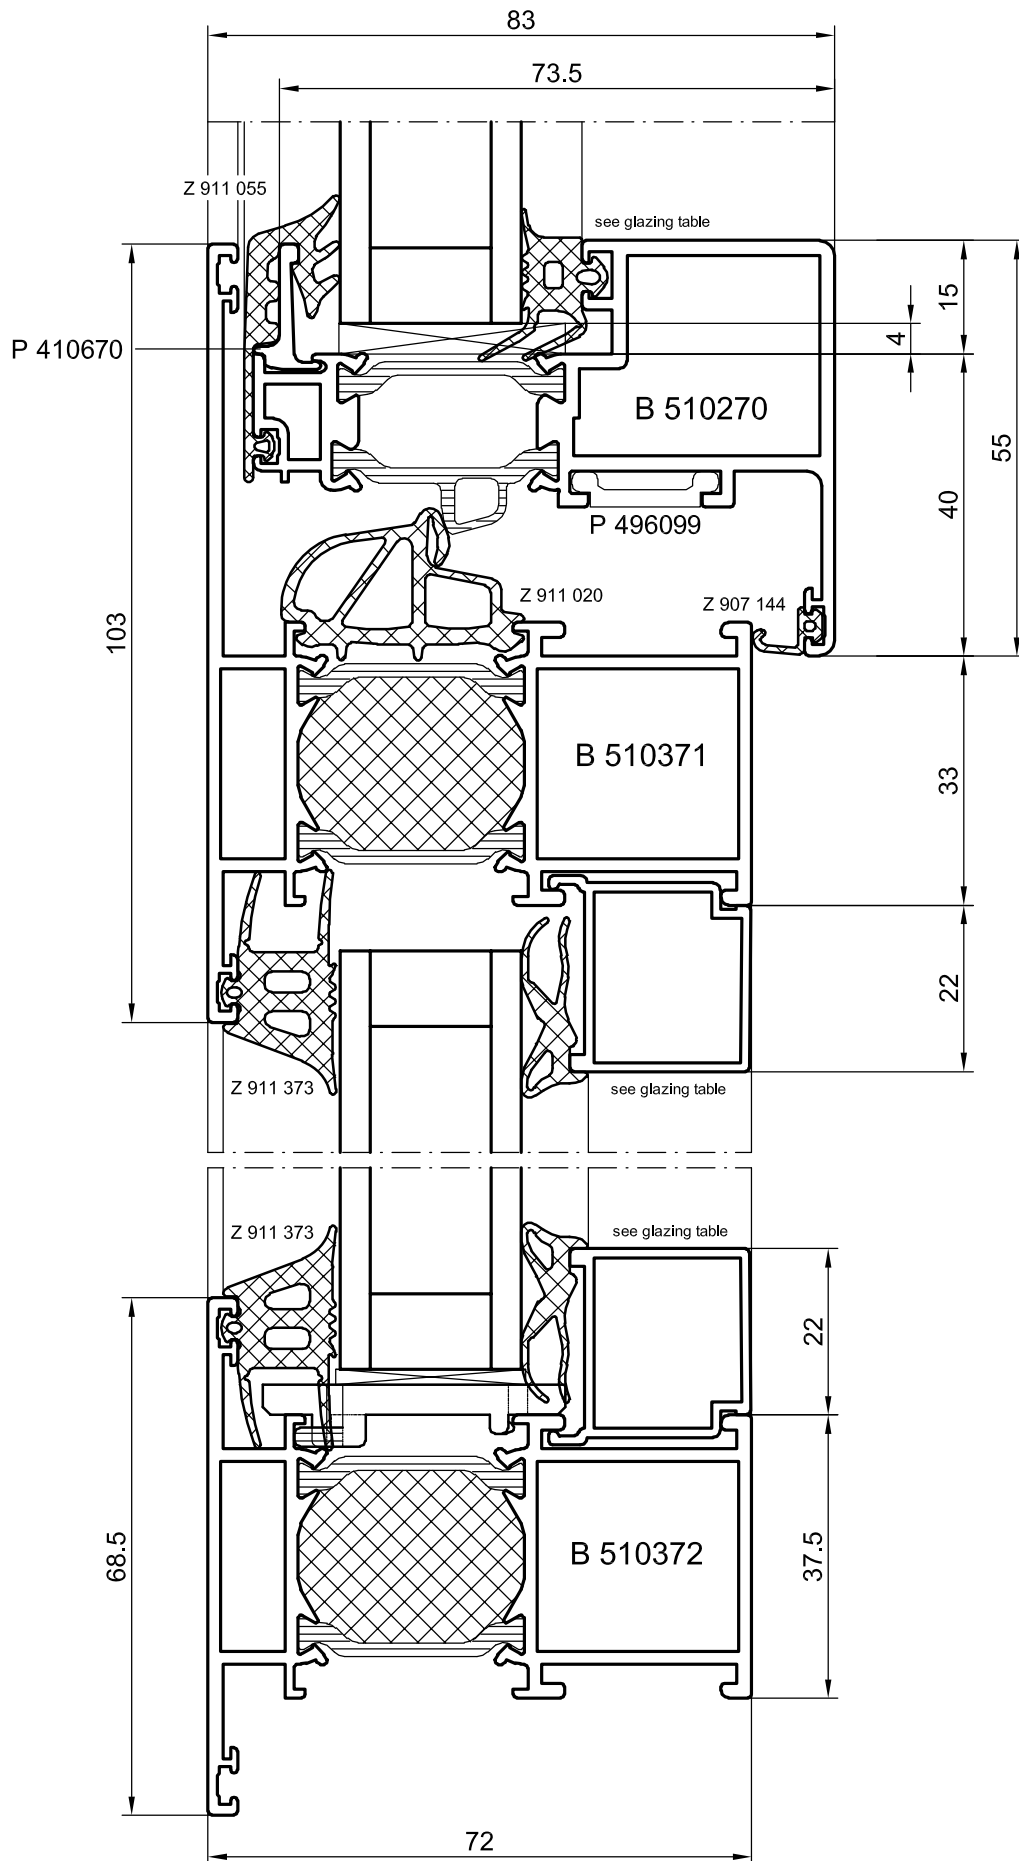 83
73.5
Z 911 055
see glazing table
15
4
P 410670
B 510270
55
40
P 496099
Z 911 020
Z 907 144
103
B 510371
33
22
Z 911 373
see glazing table
Z 911 373
see glazing table
22
68.5
B 510372
37.5
72